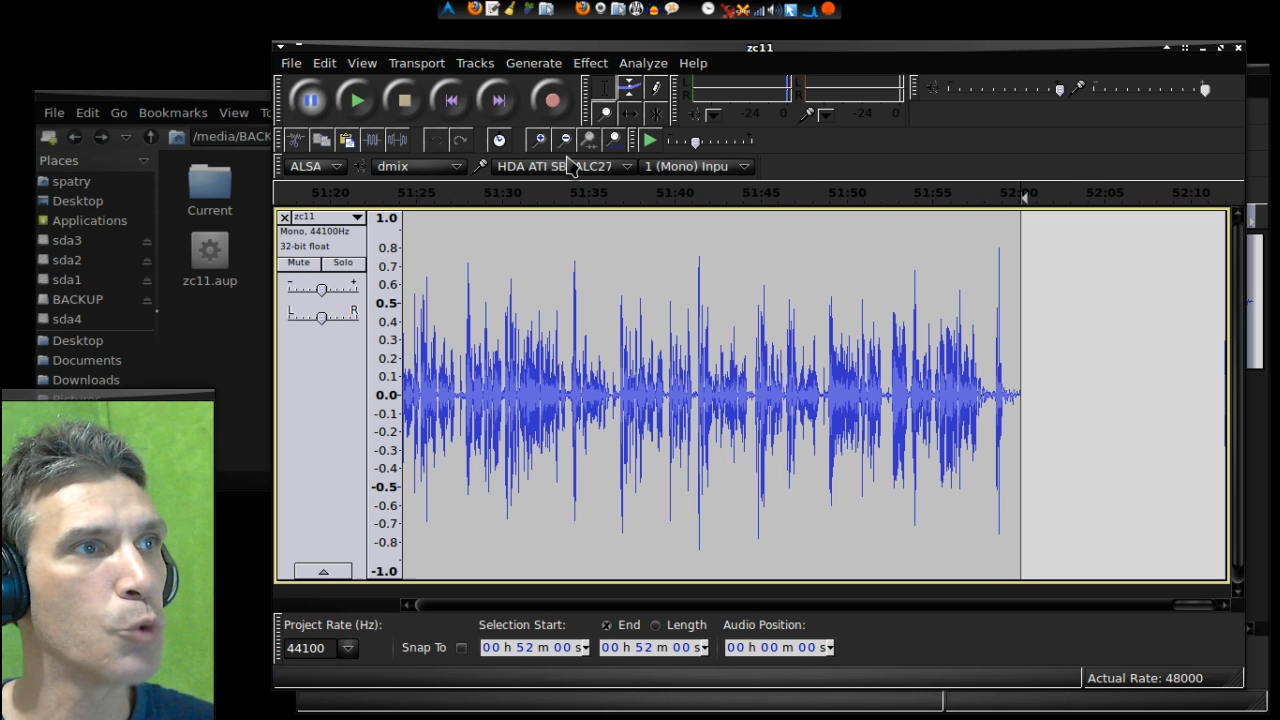 zc11
File Edit View Transport Tracks Generate Effect Analyze Help
L
R
-24 0
-24 0
ALSA dmix HDA ATI SB ALC27 1 (Mono) Inpu
51:20 51:25 51:30 51:35 51:40 51:45 51:50 51:55 52:00 52:05 52:10
zc11
Mono, 44100Hz
32-bit float
Mute Solo
- +
L R
1.0
0.8
0.7
0.6
0.5
0.4
0.3
0.2
0.1
0.0
-0.1
-0.2
-0.3
-0.4
-0.5
-0.6
-0.7
-0.8
-1.0
Project Rate (Hz): Selection Start: End Length Audio Position:
44100 Snap To 00 h 52 m 00 s 00 h 52 m 00 s 00 h 00 m 00 s
Actual Rate: 48000
File Edit Go Bookmarks View
/media/BACK
Places
spatry
Desktop
Applications
sda3
sda2
sda1
BACKUP
sda4
Desktop
Documents
Downloads
Current
zc11.aup